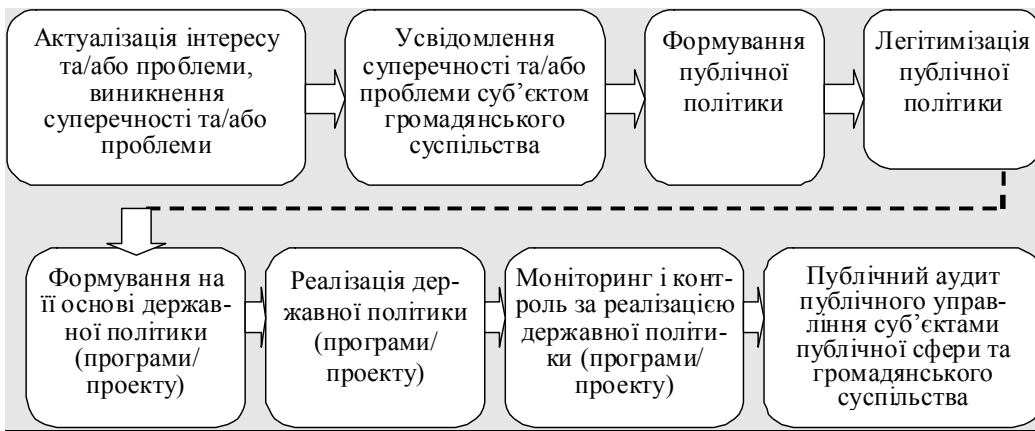 Актуалізація інтересу
та/або проблеми,
виникнення
суперечності та/або
проблеми
Усвідомлення
суперечності та/або
проблеми суб’єктом
громадянського
суспільства
Формування
публічної
політики
Легітимізація
публічної
політики
Формування на
її основі держав-
ної політики
(програми/
проекту)
Реалізація дер-
жавної політики
(програми/
проекту)
Моніторинг і конт-
роль за реалізацією
державної політи-
ки (програми/
проекту)
Публічний аудит
публічного управ-
ління суб’єктами
публічної сфери та
громадянського
суспільства